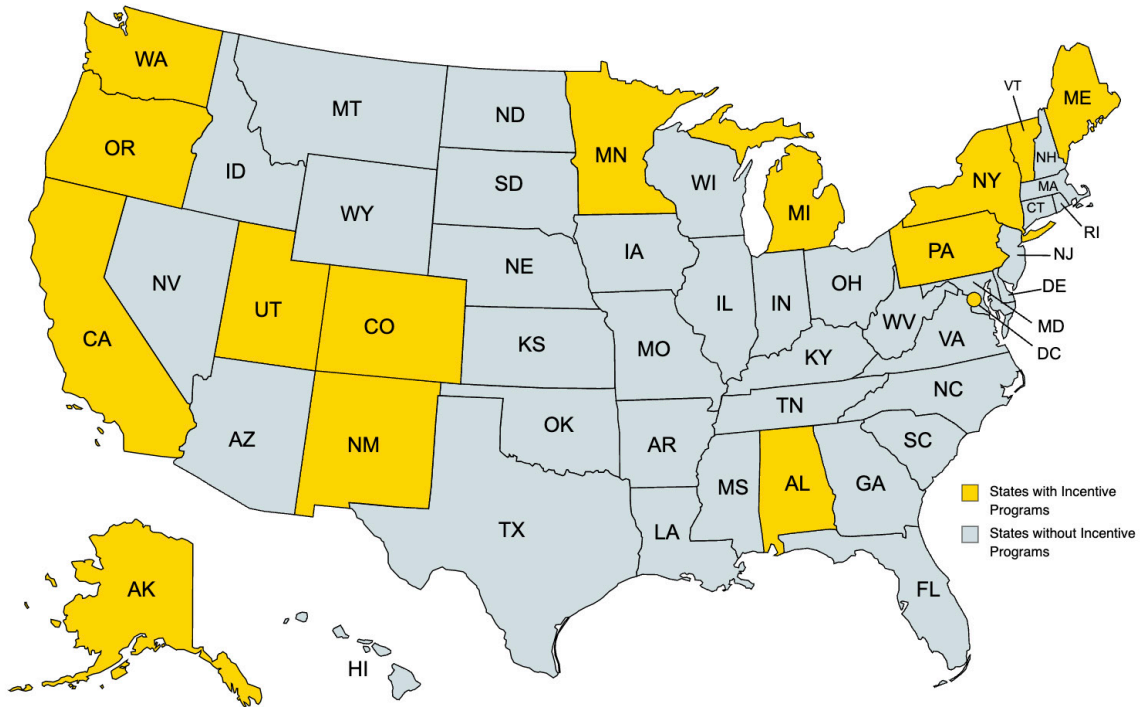 WA
MT
ND
MN
VT
ME
OR
ID
SD
WI
NY
NH
MA
CT
RI
WY
MI
IA
PA
NJ
NE
NV
UT
CO
IL
IN
OH
DE
MD
DC
CA
KS
MO
WV
VA
KY
NC
TN
AZ
NM
OK
AR
SC
MS
AL
GA
TX
LA
FL
AK
HI
States with Incentive
Programs
States without Incentive
Programs